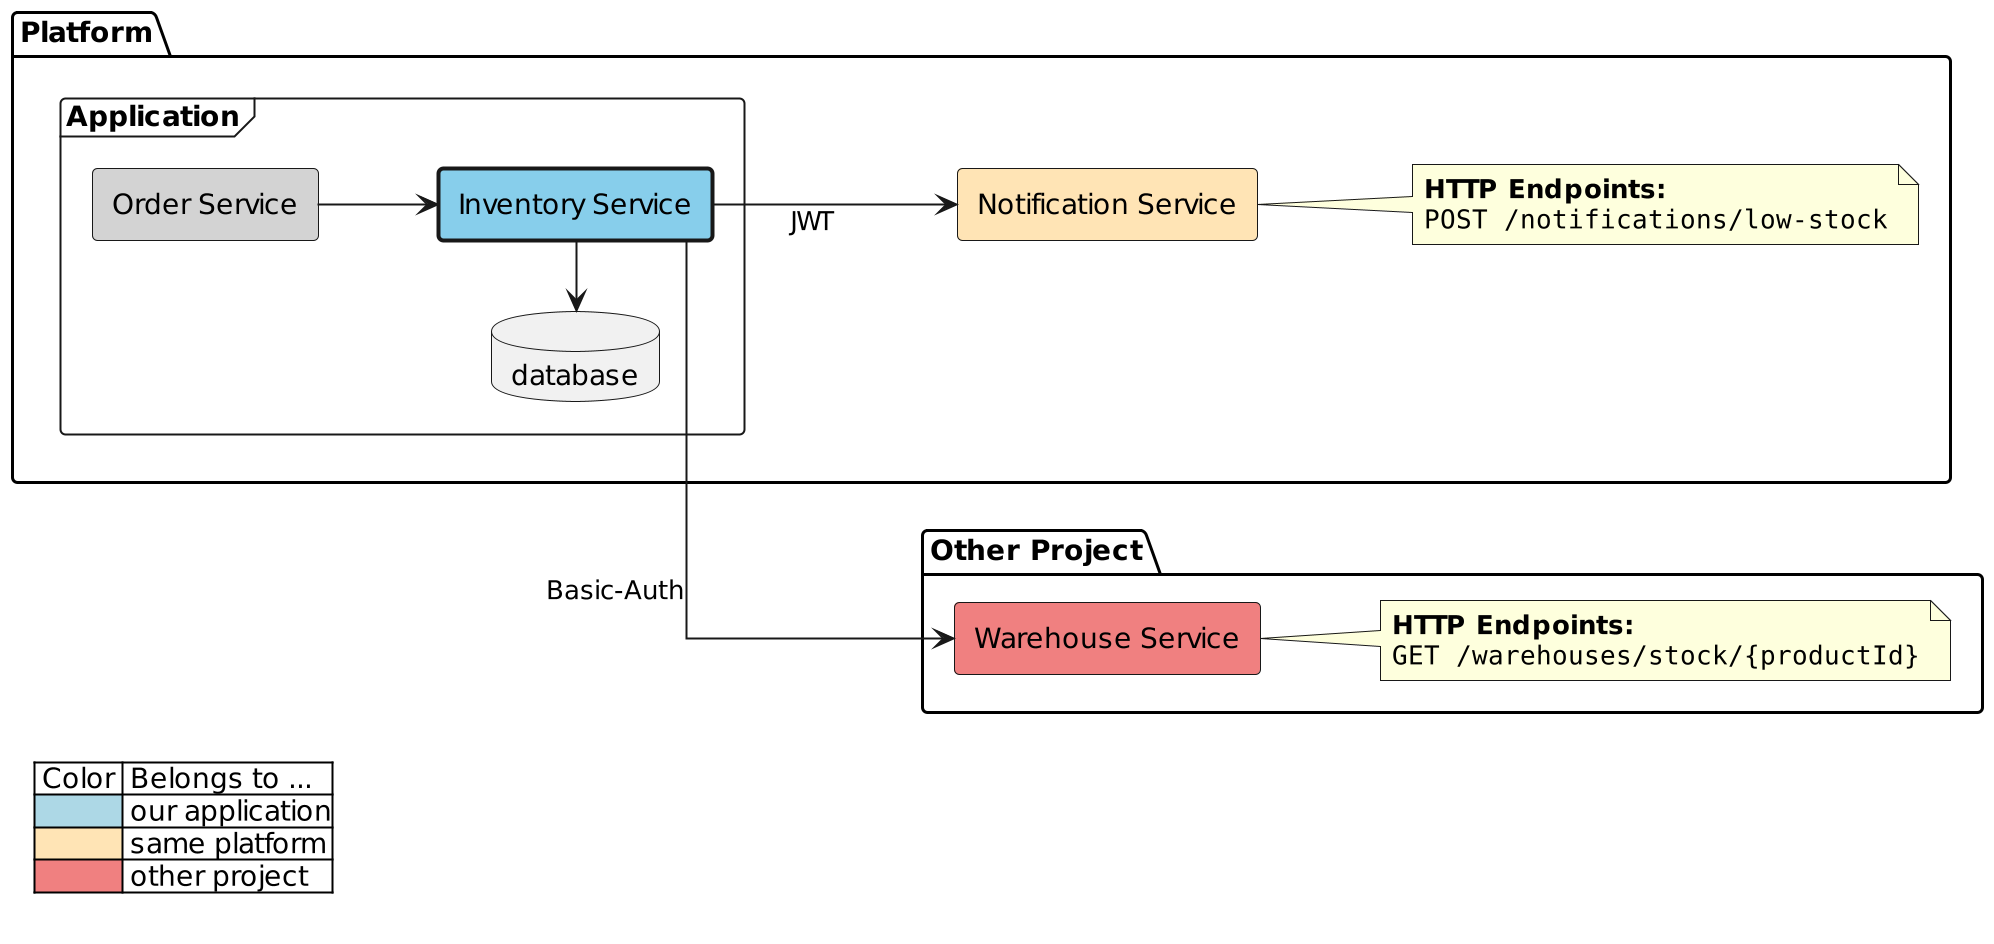 Platform
Application
Order Service
Inventory Service
JWT
Notification Service
HTTP Endpoints:
POST /notifications/low-stock
database
Basic-Auth
Other Project
Warehouse Service
HTTP Endpoints:
GET /warehouses/stock/{productId}
Color Belongs to ...
our application
same platform
other project